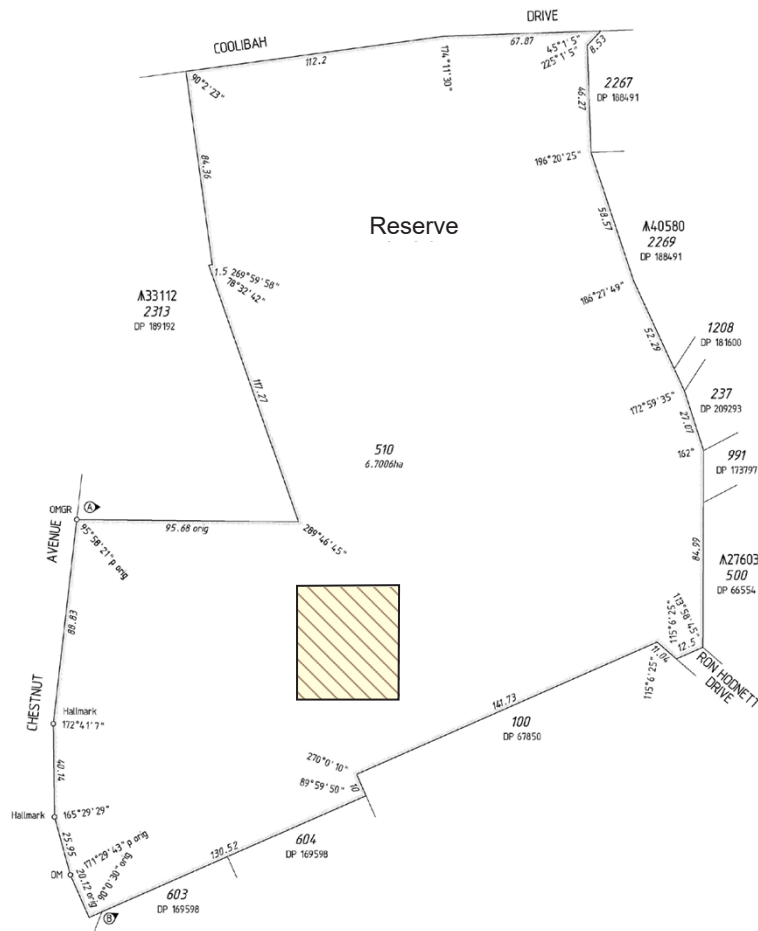 DRIVE
COOLIBAH
67.87
45°1'5"
225°1'5"
8.53
112.2
174°11'30"
90°2'23"
46.27
2267
DP 188491
196°20'25"
84.36
58.57
Reserve
⩚40580
2269
DP 188491
1.5
269°59'58"
78°32'42"
186°27'49"
⩚33112
2313
DP 189192
52.29
1208
DP 181600
117.27
172°59'35"
237
DP 209293
27.07
162°
510
6.7006ha
991
DP 173797
OMGR
A
95.68 orig
289°46'45"
95°58'21" p orig
AVENUE
84.99
⩚27603
500
DP 66554
88.83
113°58'45"
115°6'25"
12.5
11.04
RON HODNETT
DRIVE
115°6'25"
CHESTNUT
Hallmark
172°41'7"
141.73
100
DP 67850
40.14
270°0'10"
89°59'50"
10
Hallmark
165°29'29"
25.95
171°29'43" p orig
130.52
604
DP 169598
OM
20.12 orig
90°0'30" orig
603
DP 169598
B